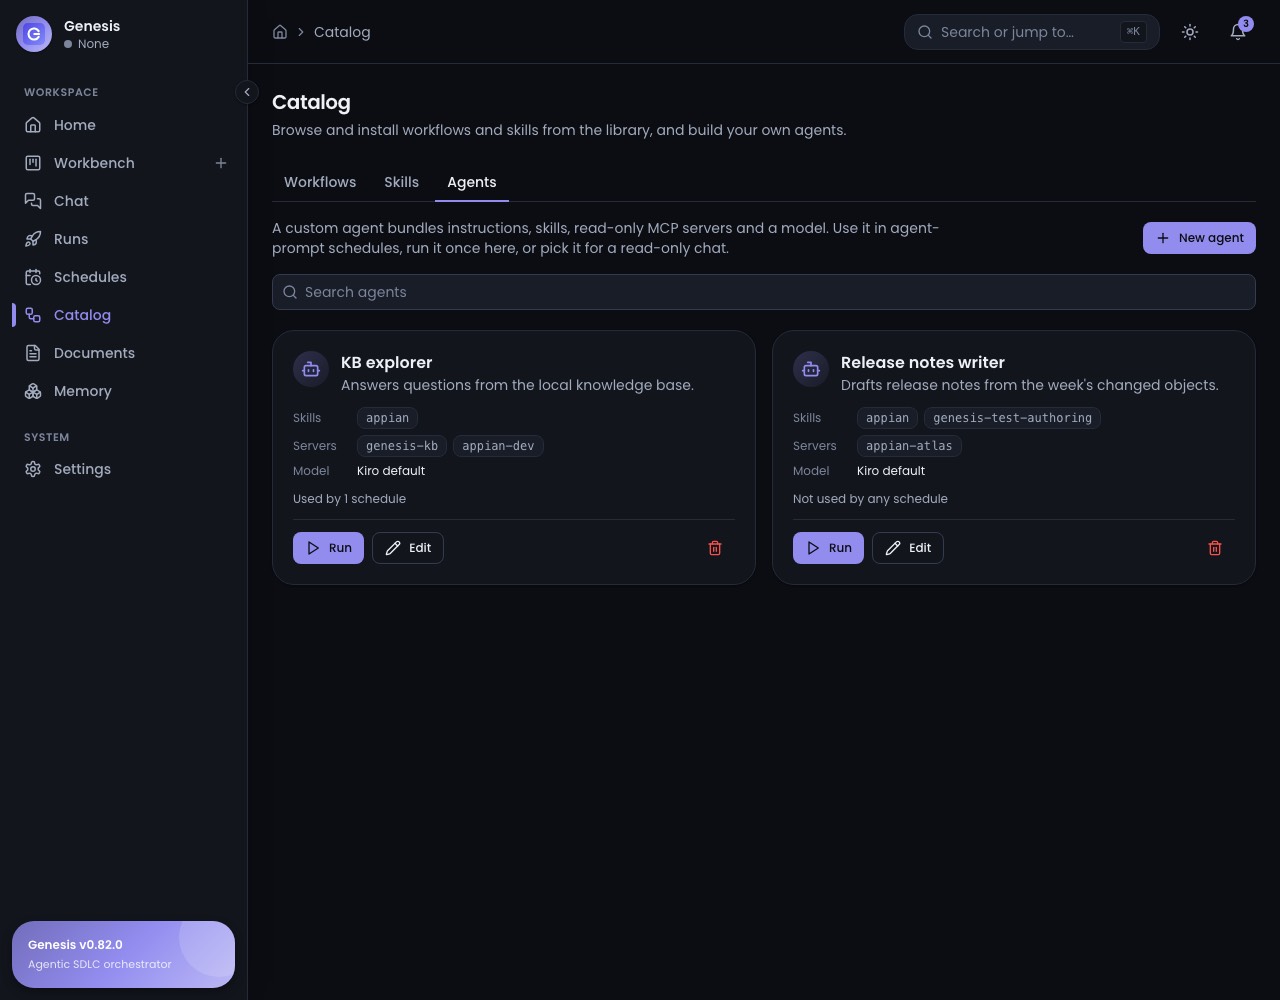 Genesis
None
WORKSPACE
Home
Workbench
Chat
Runs
Schedules
Catalog
Documents
Memory
SYSTEM
Settings
Genesis v0.82.0
Agentic SDLC orchestrator
Catalog
Search or jump to...
⌘K
3
Catalog
Browse and install workflows and skills from the library, and build your own agents.
Workflows Skills Agents
A custom agent bundles instructions, skills, read-only MCP servers and a model. Use it in agent-
prompt schedules, run it once here, or pick it for a read-only chat.
New agent
Search agents
KB explorer
Answers questions from the local knowledge base.
Skills appian
Servers genesis-kb appian-dev
Model Kiro default
Used by 1 schedule
Run Edit
Release notes writer
Drafts release notes from the week's changed objects.
Skills appian genesis-test-authoring
Servers appian-atlas
Model Kiro default
Not used by any schedule
Run Edit